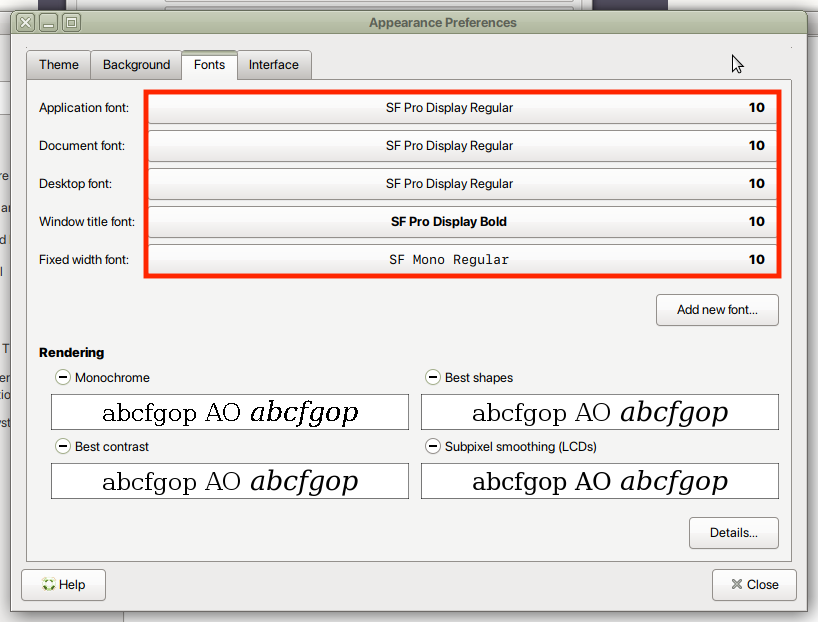 Appearance Preferences
Theme Background Fonts Interface
Application font: SF Pro Display Regular 10
Document font: SF Pro Display Regular 10
Desktop font: SF Pro Display Regular 10
Window title font: SF Pro Display Bold 10
Fixed width font: SF Mono Regular 10
Add new font...
Rendering
Monochrome Best shapes
abcfgop AO abcfgop abcfgop AO abcfgop
Best contrast Subpixel smoothing (LCDs)
abcfgop AO abcfgop abcfgop AO abcfgop
Details...
Help Close